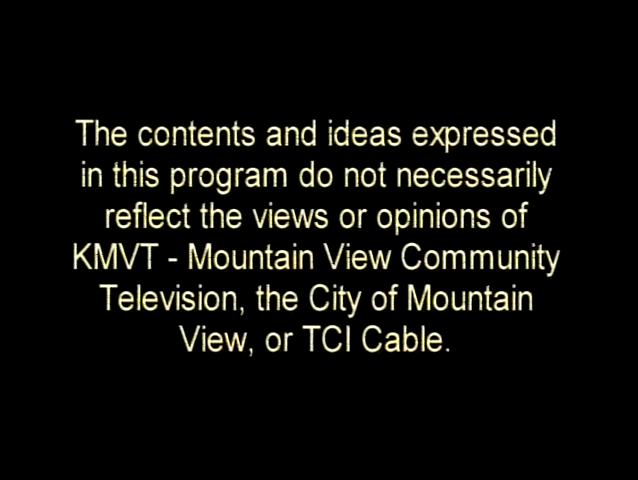 The contents and ideas expressed
in this program do not necessarily
reflect the views or opinions of
KMVT - Mountain View Community
Television, the City of Mountain
View, or TCI Cable.